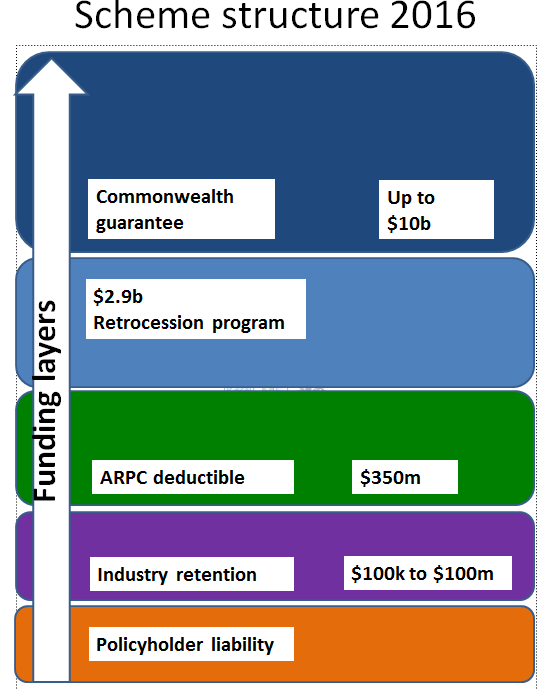 Scheme structure 2016
Commonwealth
guarantee
Up to
$10b
$2.9b
Retrocession program
Funding layers
ARPC deductible
$350m
Industry retention
$100k to $100m
Policyholder liability